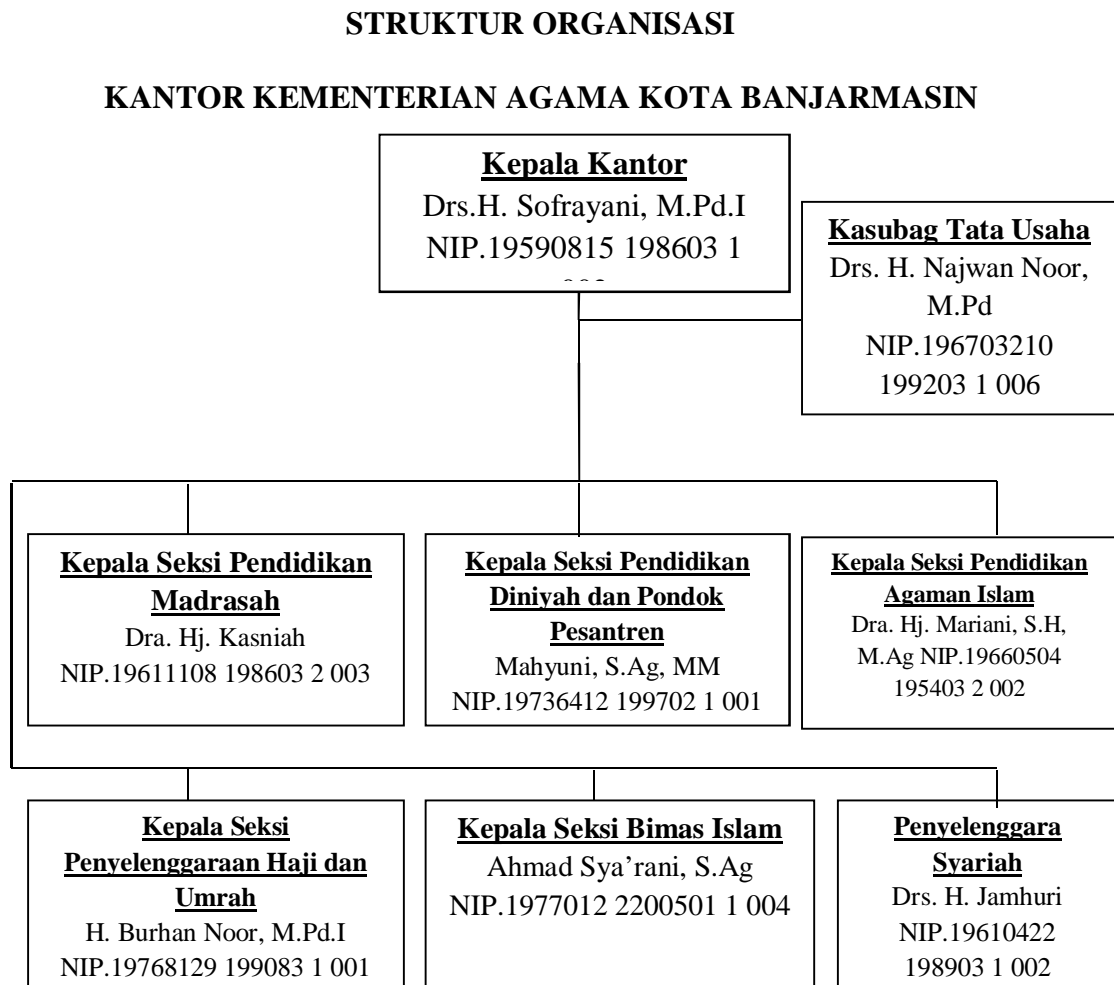 STRUKTUR ORGANISASI
KANTOR KEMENTERIAN AGAMA KOTA BANJARMASIN
Kepala Kantor
Drs.H. Sofrayani, M.Pd.I
NIP.19590815 198603 1
Kasubag Tata Usaha
Drs. H. Najwan Noor,
M.Pd
NIP.196703210
199203 1 006
Kepala Seksi Pendidikan
Madrasah
Dra. Hj. Kasniah
NIP.19611108 198603 2 003
Kepala Seksi Pendidikan
Diniyah dan Pondok
Pesantren
Mahyuni, S.Ag, MM
NIP.19736412 199702 1 001
Kepala Seksi Pendidikan
Agaman Islam
Dra. Hj. Mariani, S.H,
M.Ag NIP.19660504
195403 2 002
Kepala Seksi
Penyelenggaraan Haji dan
Umrah
H. Burhan Noor, M.Pd.I
NIP.19768129 199083 1 001
Kepala Seksi Bimas Islam
Ahmad Sya’rani, S.Ag
NIP.1977012 2200501 1 004
Penyelenggara
Syariah
Drs. H. Jamhuri
NIP.19610422
198903 1 002